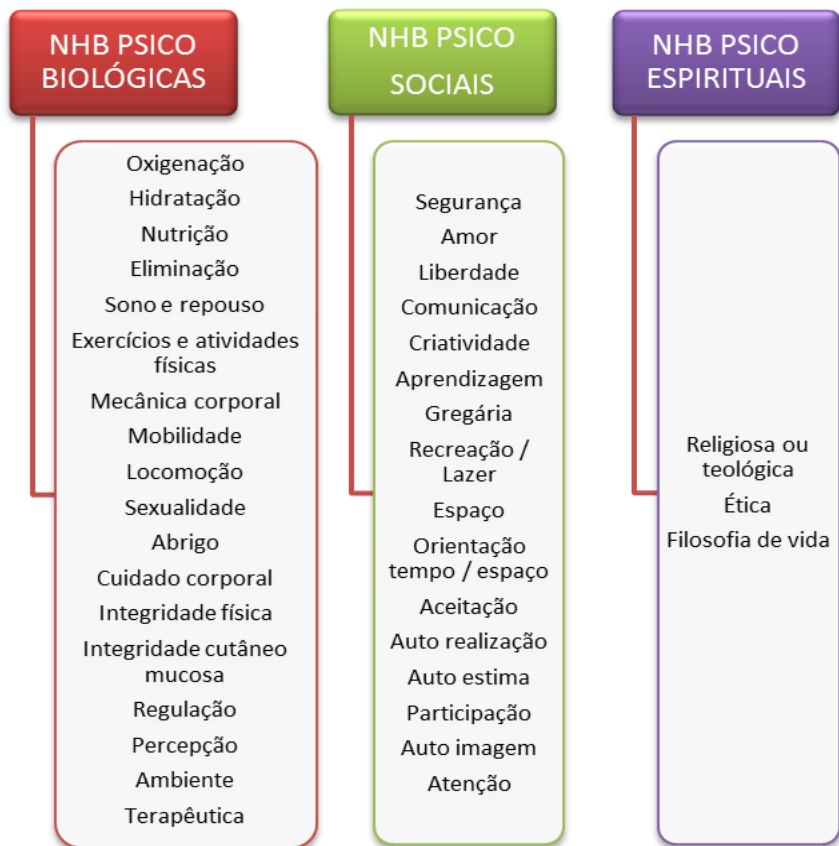 NHB PSICO
BIOLÓGICAS
Oxigenação
Hidratação
Nutrição
Eliminação
Sono e repouso
Exercícios e atividades
físicas
Mecânica corporal
Mobilidade
Locomoção
Sexualidade
Abrigo
Cuidado corporal
Integridade física
Integridade cutâneo
mucosa
Regulação
Percepção
Ambiente
Terapêutica
NHB PSICO
SOCIAIS
Segurança
Amor
Liberdade
Comunicação
Criatividade
Aprendizagem
Gregária
Recreação /
Lazer
Espaço
Orientação
tempo / espaço
Aceitação
Auto realização
Auto estima
Participação
Auto imagem
Atenção
NHB PSICO
ESPIRITUAIS
Religiosa ou
teológica
Ética
Filosofia de vida